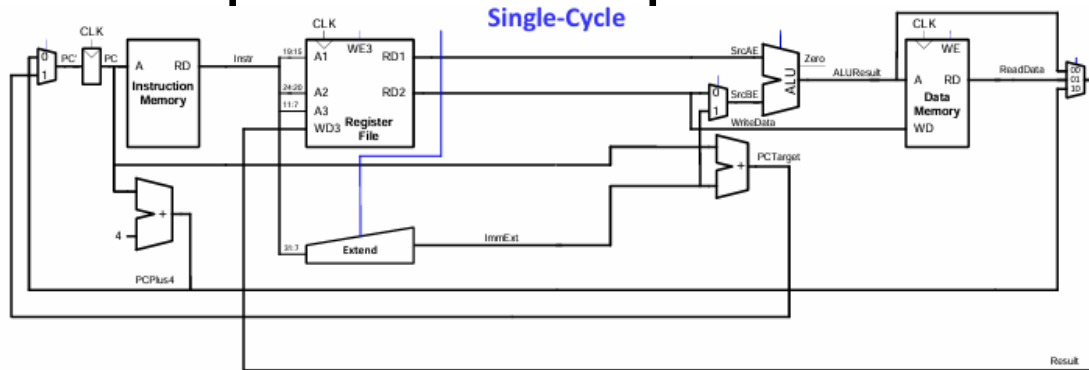 Single-Cycle
CLK
CLK
CLK
0
1
PC'
PC
A
RD
Instruction
Memory
Instr
19:15
A1
WE3
RD1
24:20
A2
RD2
11:7
A3
WD3
Register
File
SrcAE
0
1
SrcBE
ALU
Zero
ALUResult
WriteData
WE
A
RD
Data
Memory
WD
ReadData
00
01
10
+
PCTarget
4
+
31:7
Extend
ImmExt
PCPlus4
Result